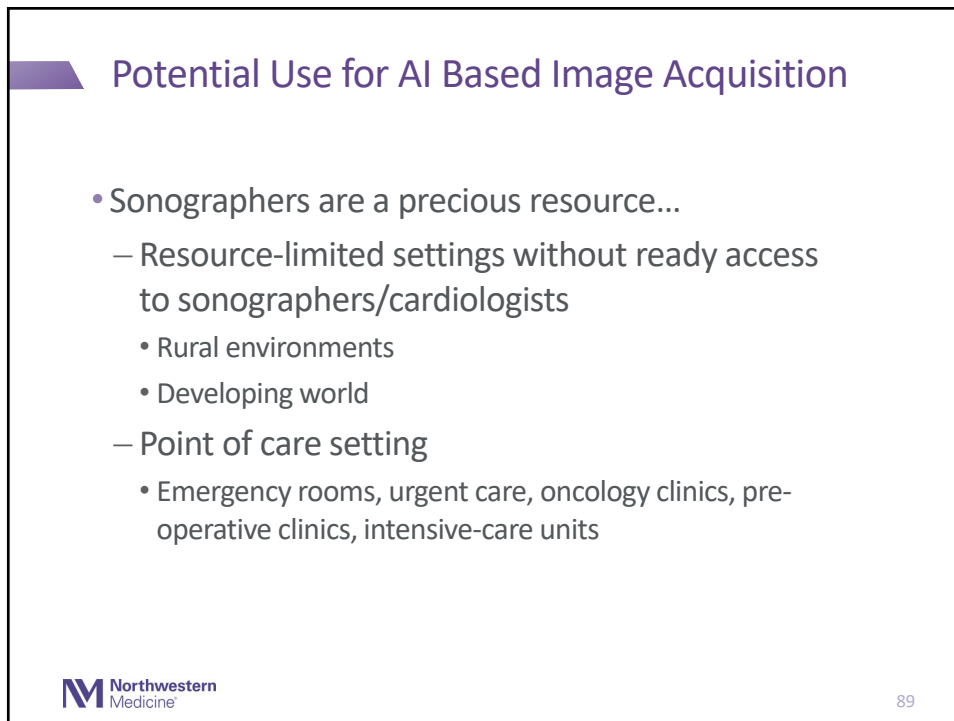 Potential Use for AI Based Image Acquisition
• Sonographers are a precious resource…
– Resource-limited settings without ready access
to sonographers/cardiologists
• Rural environments
• Developing world
– Point of care setting
• Emergency rooms, urgent care, oncology clinics, pre-
operative clinics, intensive-care units
NM Northwestern
Medicine®
89